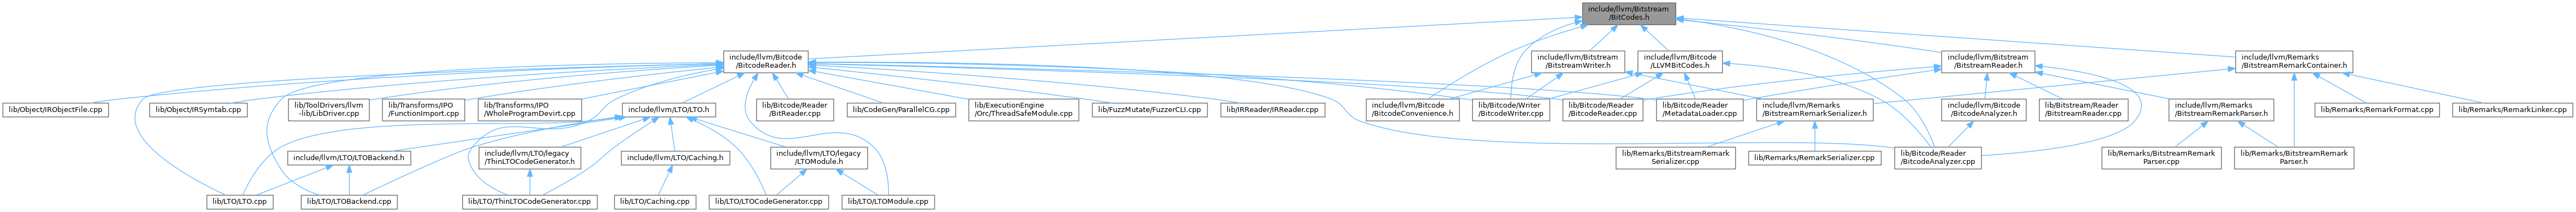 include/llvm/Bitstream
/BitCodes.h
include/llvm/Bitcode
/BitcodeReader.h
include/llvm/Bitstream
/BitstreamWriter.h
include/llvm/Bitcode
/LLVMBitCodes.h
include/llvm/Bitstream
/BitstreamReader.h
include/llvm/Remarks
/BitstreamRemarkContainer.h
lib/Object/IRObjectFile.cpp
lib/Object/IRSymtab.cpp
lib/ToolDrivers/llvm
-lib/LibDriver.cpp
lib/Transforms/IPO
/FunctionImport.cpp
lib/Transforms/IPO
/WholeProgramDevirt.cpp
include/llvm/LTO/LTO.h
lib/Bitcode/Reader
/BitReader.cpp
lib/CodeGen/ParallelCG.cpp
lib/ExecutionEngine
/Orc/ThreadSafeModule.cpp
lib/FuzzMutate/FuzzerCLI.cpp
lib/IRReader/IRReader.cpp
include/llvm/Bitcode
/BitcodeConvenience.h
lib/Bitcode/Writer
/BitcodeWriter.cpp
lib/Bitcode/Reader
/BitcodeReader.cpp
lib/Bitcode/Reader
/MetadataLoader.cpp
include/llvm/Remarks
/BitstreamRemarkSerializer.h
include/llvm/Bitcode
/BitcodeAnalyzer.h
lib/Bitstream/Reader
/BitstreamReader.cpp
include/llvm/Remarks
/BitstreamRemarkParser.h
lib/Remarks/RemarkFormat.cpp
lib/Remarks/RemarkLinker.cpp
include/llvm/LTO/LTOBackend.h
include/llvm/LTO/legacy
/ThinLTOCodeGenerator.h
include/llvm/LTO/Caching.h
include/llvm/LTO/legacy
/LTOModule.h
lib/Remarks/BitstreamRemark
Serializer.cpp
lib/Remarks/RemarkSerializer.cpp
lib/Bitcode/Reader
/BitcodeAnalyzer.cpp
lib/Remarks/BitstreamRemark
Parser.cpp
lib/Remarks/BitstreamRemark
Parser.h
lib/LTO/LTO.cpp
lib/LTO/LTOBackend.cpp
lib/LTO/ThinLTOCodeGenerator.cpp
lib/LTO/Caching.cpp
lib/LTO/LTOCodeGenerator.cpp
lib/LTO/LTOModule.cpp